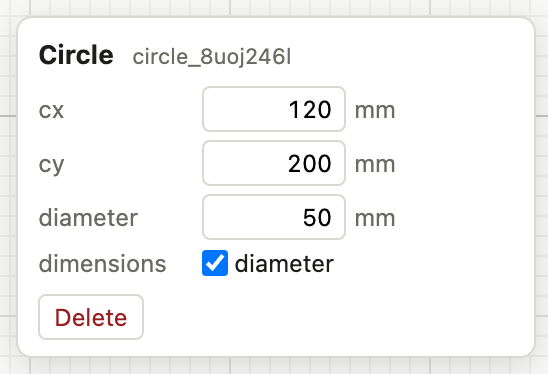 Circle circle_8uoj246l
cx 120 mm
cy 200 mm
diameter 50 mm
dimensions diameter
Delete